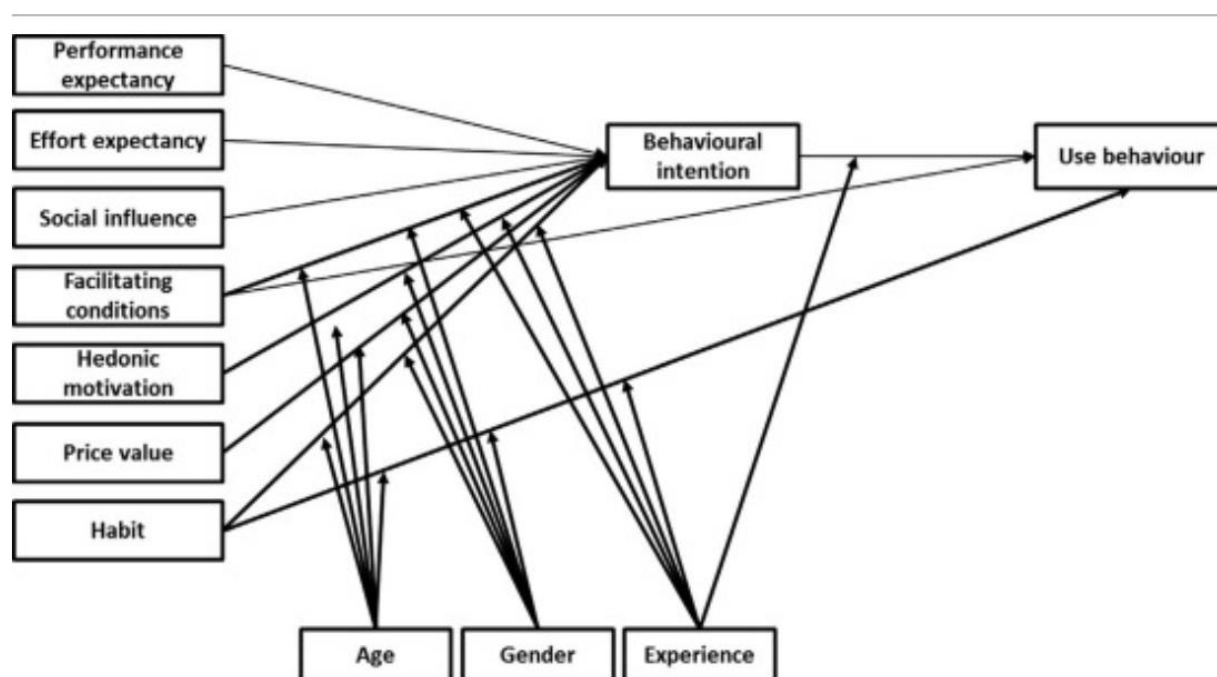 Performance
expectancy
Effort expectancy
Social influence
Facilitating
conditions
Hedonic
motivation
Price value
Habit
Behavioural
intention
Use behaviour
Age
Gender
Experience